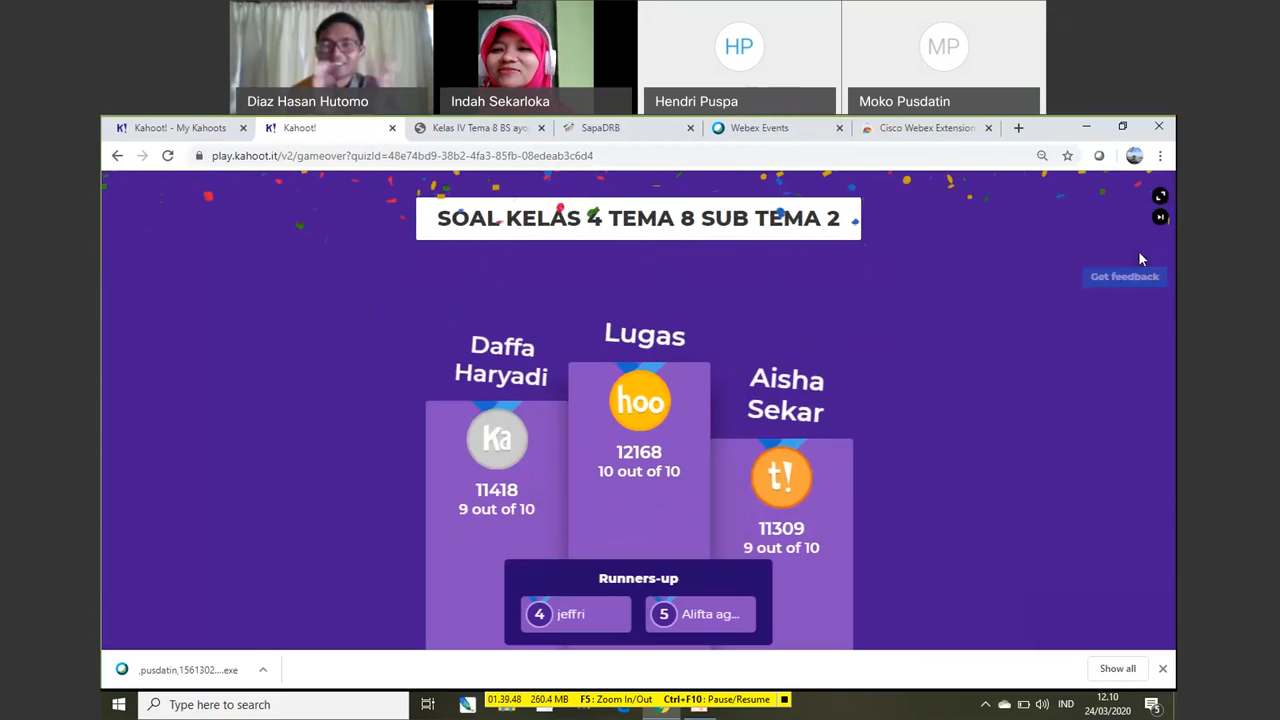 HP
MP
Diaz Hasan Hutomo
Indah Sekarloka
Hendri Puspa
Moko Pusdatin
K! Kahoot! - My Kahoots
K! Kahoot!
Kelas IV Tema 8 BS ayo
SapaDRB
Webex Events
Cisco Webex Extension
play.kahoot.it/v2/gameover?quizId=48e74bd9-38b2-4fa3-85fb-08edeab3c6d4
SOAL KELAS 4 TEMA 8 SUB TEMA 2
Get feedback
Lugas
Daffa
Haryadi
Aisha
Sekar
hoo
12168
10 out of 10
ka
11418
9 out of 10
t!
11309
9 out of 10
Runners-up
4 jeffri
5 Alifta ag...
,pusdatin,1561302....exe
Show all
Type here to search
01.39.48 260.4 MB F5: Zoom In/Out Ctrl+F10: Pause/Resume
IND
12.10
24/03/2020
5